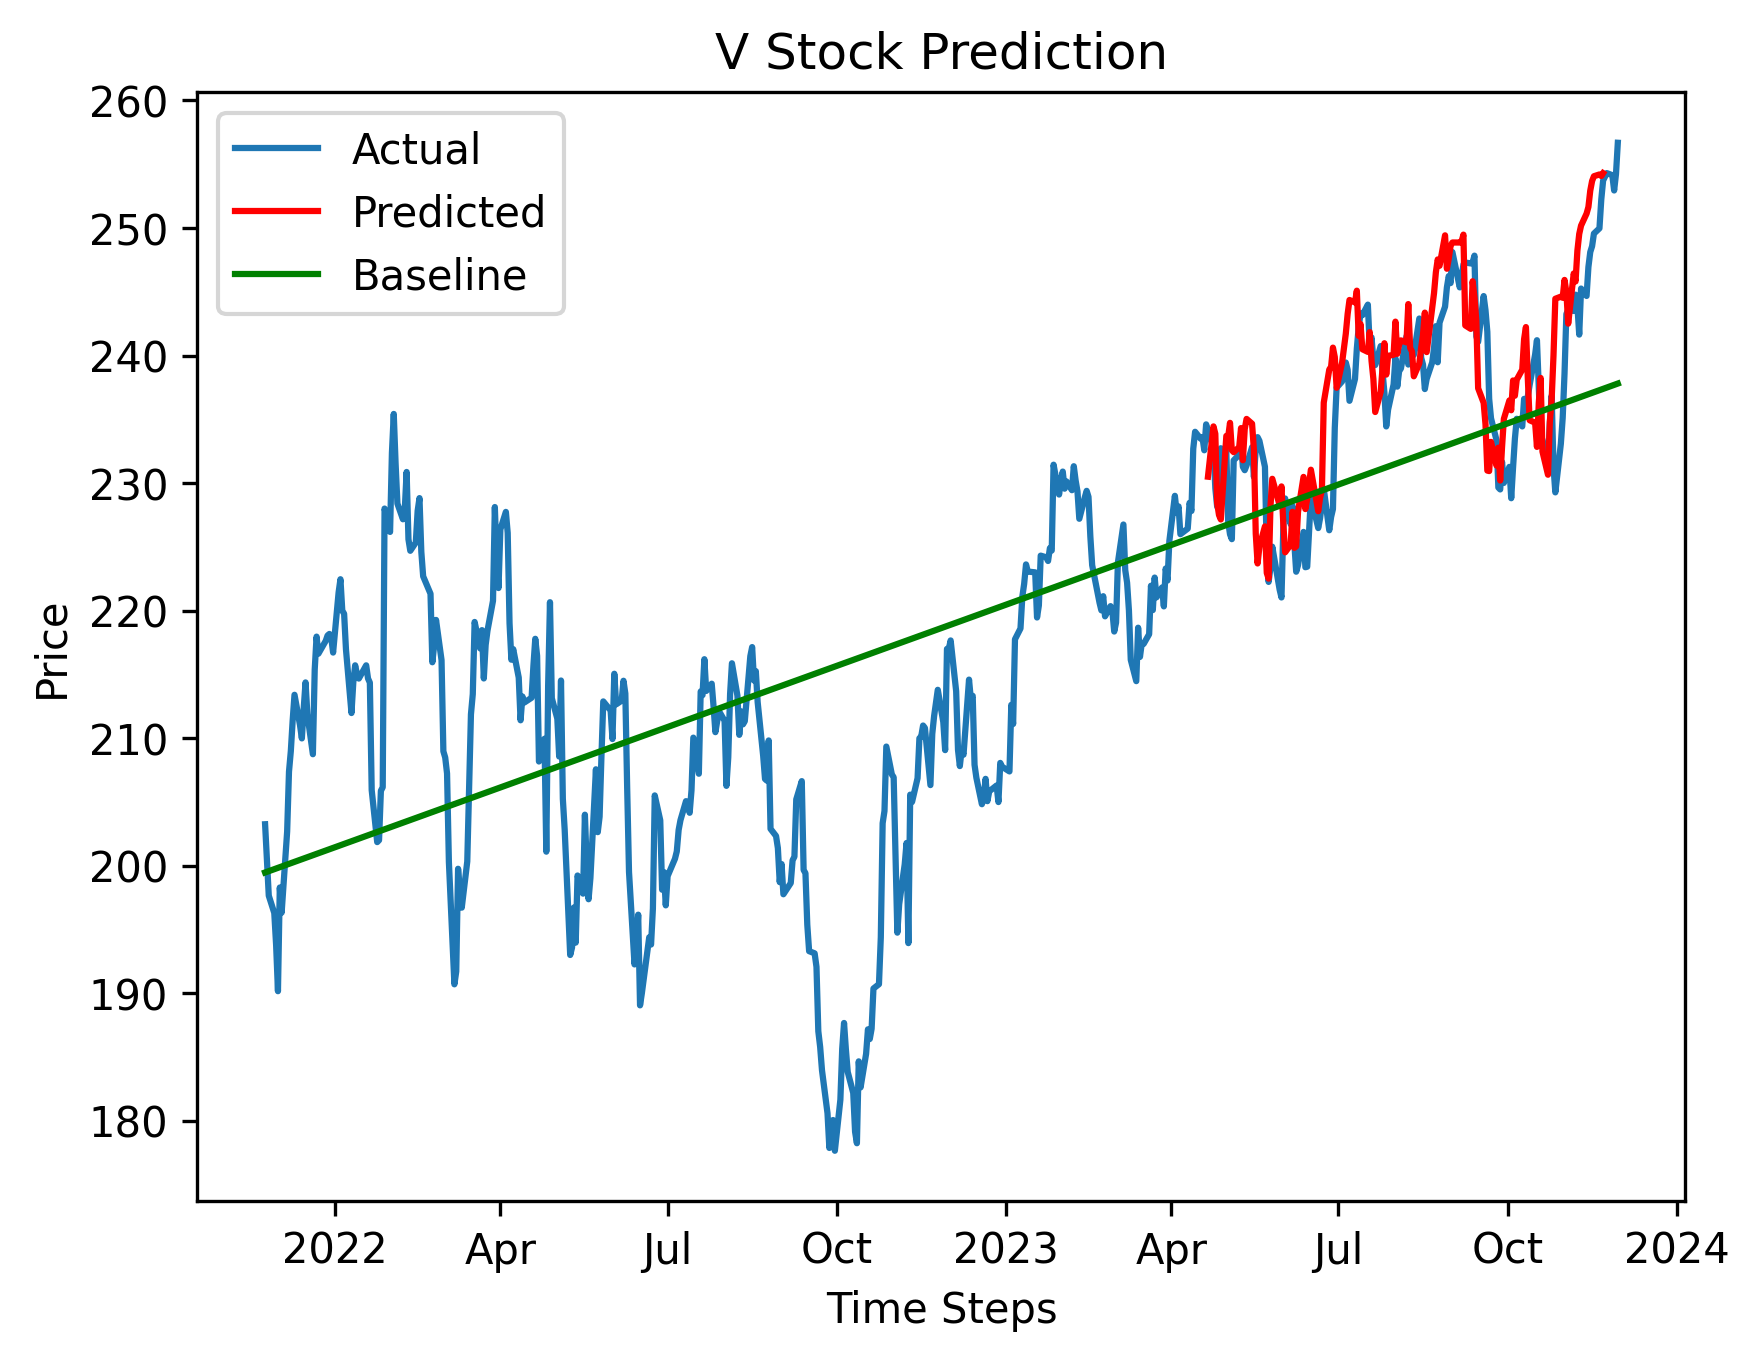 V Stock Prediction
260
250
240
230
220
210
200
190
180
Price
Actual
Predicted
Baseline
2022 Apr Jul Oct 2023 Apr Jul Oct 2024
Time Steps